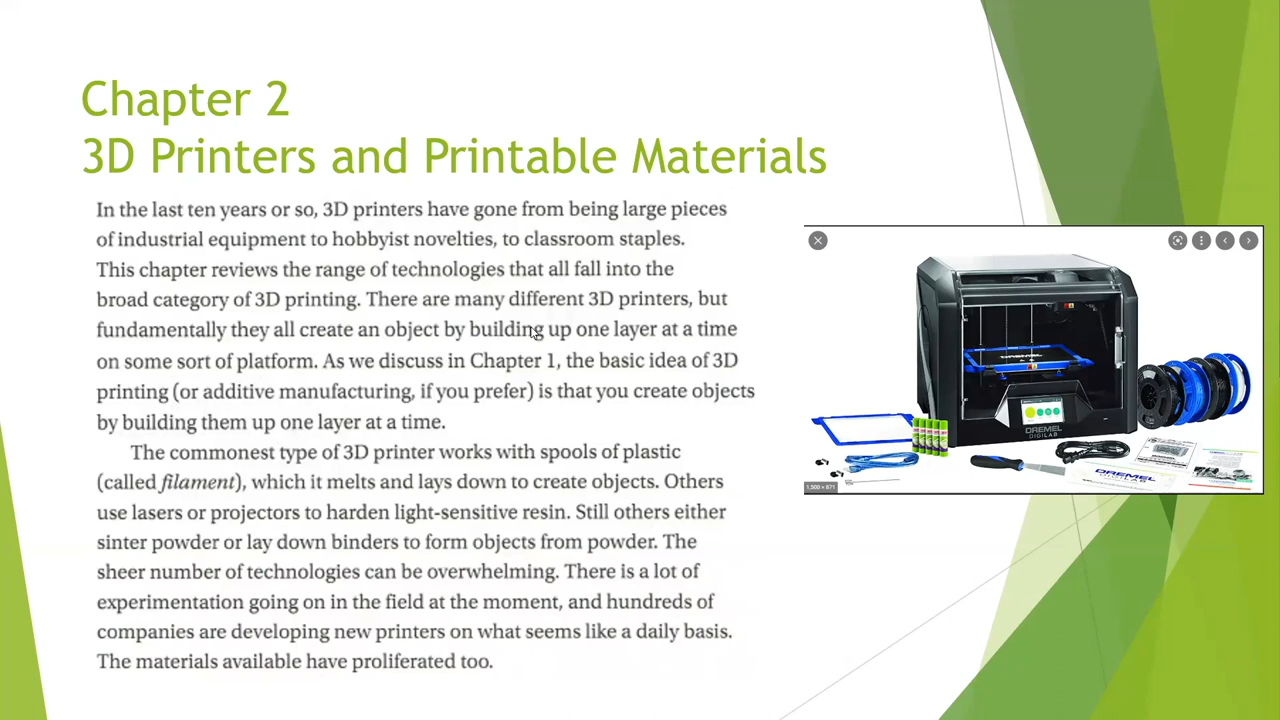 Chapter 2
3D Printers and Printable Materials
In the last ten years or so, 3D printers have gone from being large pieces
of industrial equipment to hobbyist novelties, to classroom staples.
This chapter reviews the range of technologies that all fall into the
broad category of 3D printing. There are many different 3D printers, but
fundamentally they all create an object by building up one layer at a time
on some sort of platform. As we discuss in Chapter 1, the basic idea of 3D
printing (or additive manufacturing, if you prefer) is that you create objects
by building them up one layer at a time.
The commonest type of 3D printer works with spools of plastic
(called filament), which it melts and lays down to create objects. Others
use lasers or projectors to harden light-sensitive resin. Still others either
sinter powder or lay down binders to form objects from powder. The
sheer number of technologies can be overwhelming. There is a lot of
experimentation going on in the field at the moment, and hundreds of
companies are developing new printers on what seems like a daily basis.
The materials available have proliferated too.
DREMEL
DREMEL
DIGILAB
DREMEL
1,500 × 871